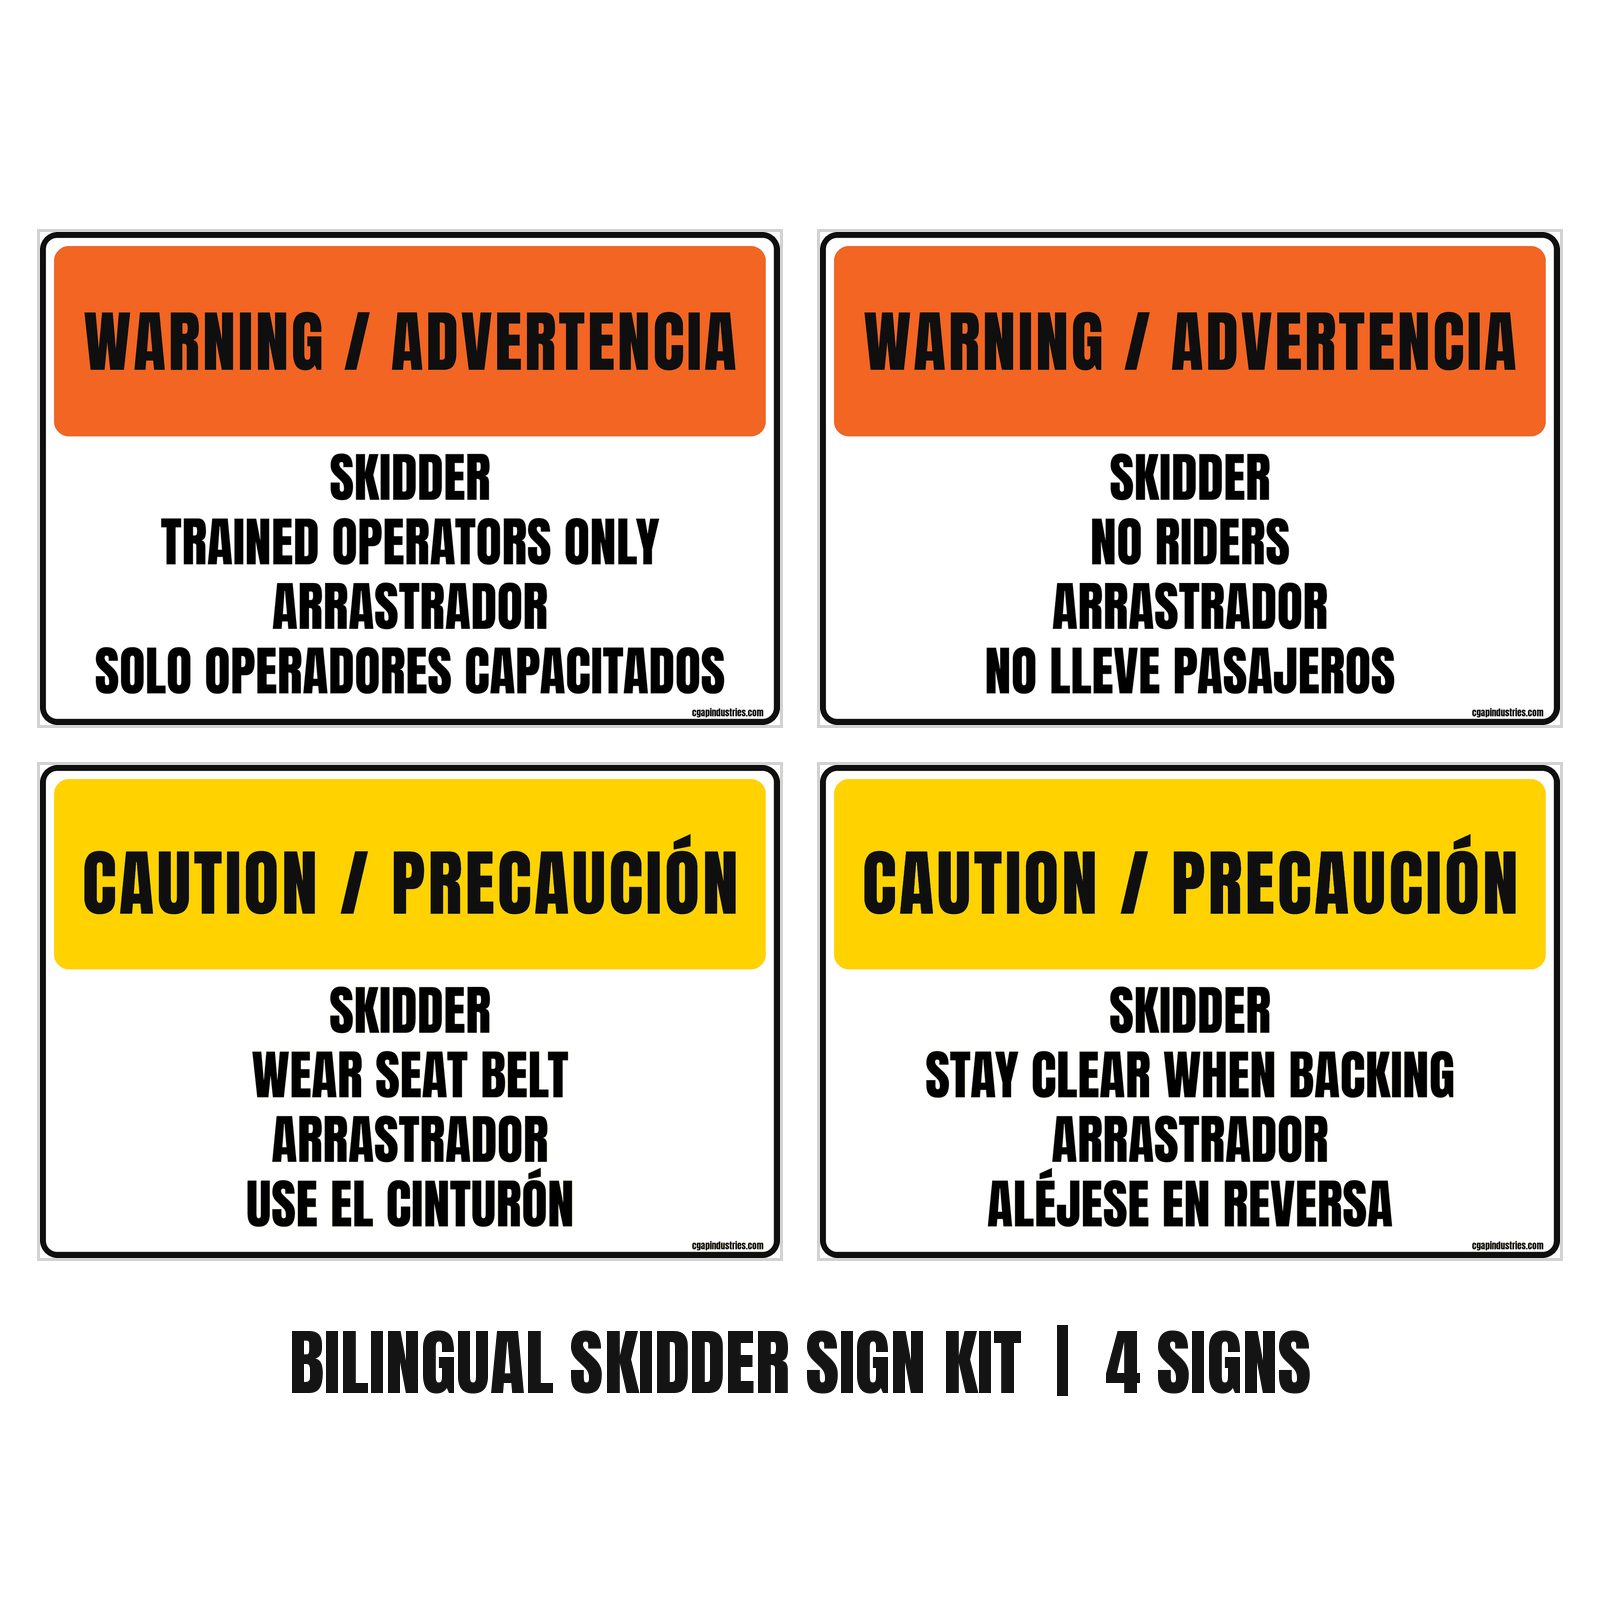 WARNING / ADVERTENCIA
SKIDDER
TRAINED OPERATORS ONLY
ARRASTRADOR
SOLO OPERADORES CAPACITADOS
cgapindustries.com
WARNING / ADVERTENCIA
SKIDDER
NO RIDERS
ARRASTRADOR
NO LLEVE PASAJEROS
cgapindustries.com
CAUTION / PRECAUCIÓN
SKIDDER
WEAR SEAT BELT
ARRASTRADOR
USE EL CINTURÓN
cgapindustries.com
CAUTION / PRECAUCIÓN
SKIDDER
STAY CLEAR WHEN BACKING
ARRASTRADOR
ALÉJESE EN REVERSA
cgapindustries.com
BILINGUAL SKIDDER SIGN KIT | 4 SIGNS